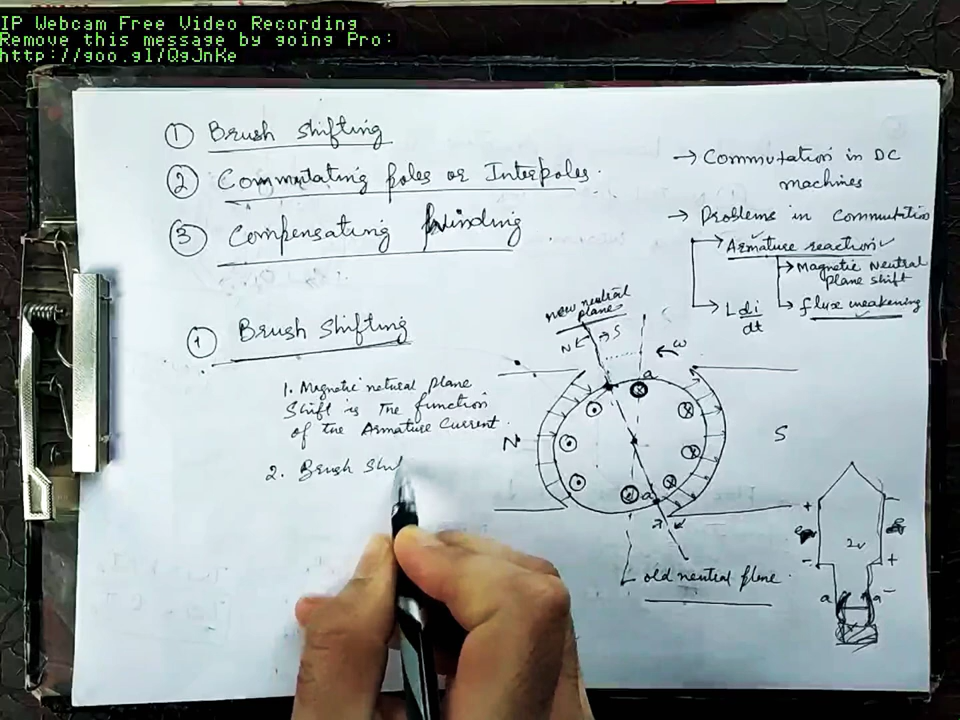 IP Webcam Free Video Recording
Remove this message by going Pro:
http://goo.gl/QgJnKe
① Brush shifting
② Commutating poles or Interpoles.
③ Compensating Winding
→ Commutation in DC
machines
→ Problems in Commutation
→ Armature reaction ✓
→ Magnetic Neutral
Plane shift
→ flux weakening
→ L di/dt
① Brush Shifting
1. Magnetic netural plane
Shift is The function
of the Armature Current.
2. Brush Shif
new neutral
plane
N
S
ω
a
N
S
a
old neutral plane.
+
-
e
e
2v
-
+
a
a-